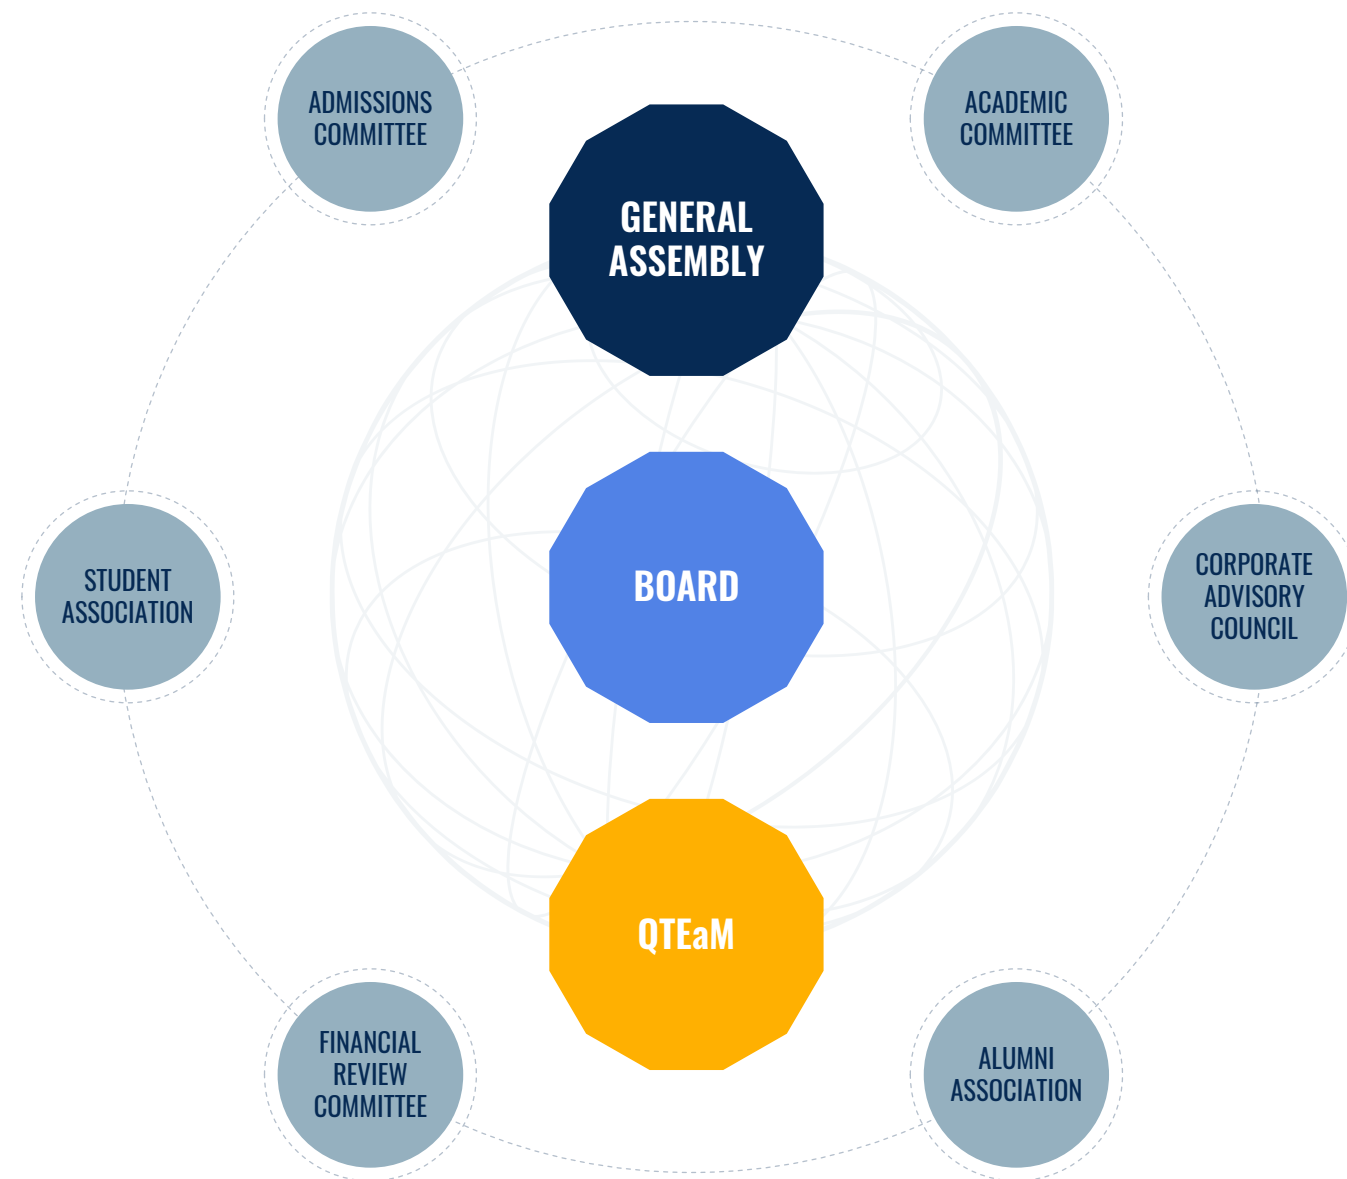 ADMISSIONS
COMMITTEE
ACADEMIC
COMMITTEE
GENERAL
ASSEMBLY
STUDENT
ASSOCIATION
BOARD
CORPORATE
ADVISORY
COUNCIL
QTEaM
FINANCIAL
REVIEW
COMMITTEE
ALUMNI
ASSOCIATION